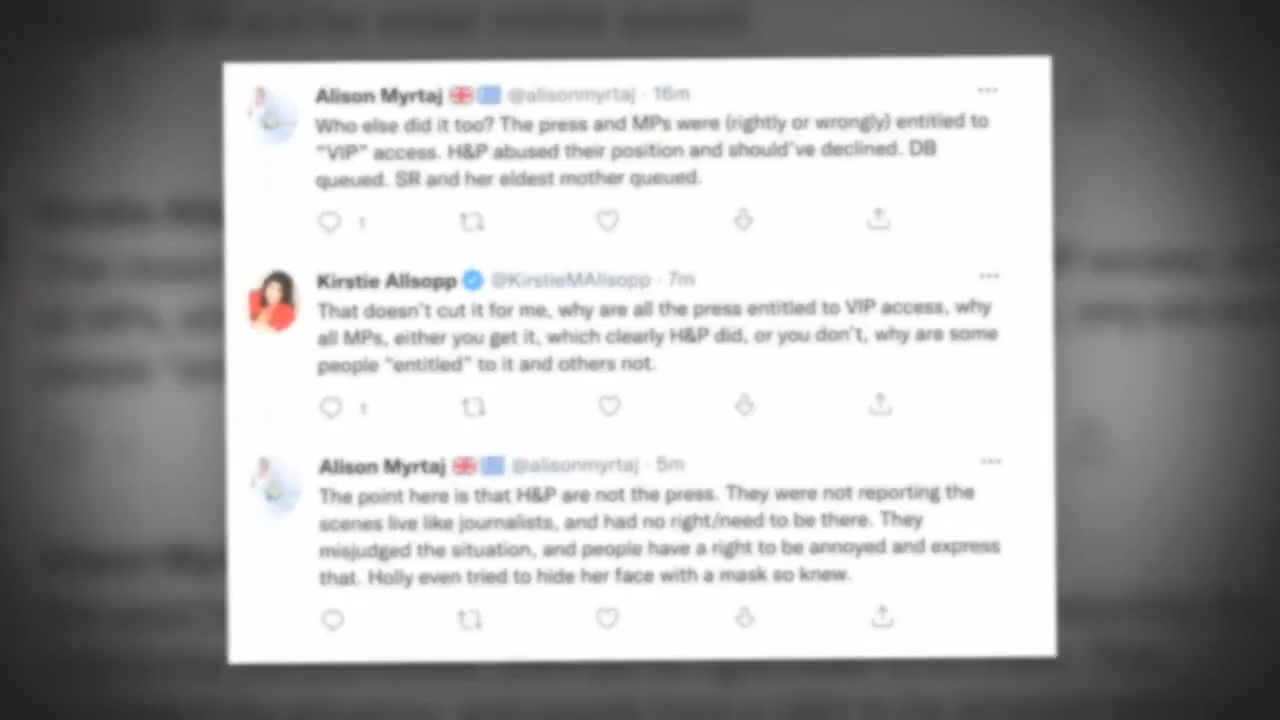 Alison Myrtaj @alisonmyrtaj · 16m
Who else did it too? The press and MPs were (rightly or wrongly) entitled to
"VIP" access. H&P abused their position and should've declined. DB
queued. SR and her eldest mother queued.
1
Kirstie Allsopp @KirstieMAllsopp · 7m
That doesn't cut it for me, why are all the press entitled to VIP access, why
all MPs, either you get it, which clearly H&P did, or you don't, why are some
people "entitled" to it and others not.
1
Alison Myrtaj @alisonmyrtaj · 5m
The point here is that H&P are not the press. They were not reporting the
scenes live like journalists, and had no right/need to be there. They
misjudged the situation, and people have a right to be annoyed and express
that. Holly even tried to hide her face with a mask so knew.